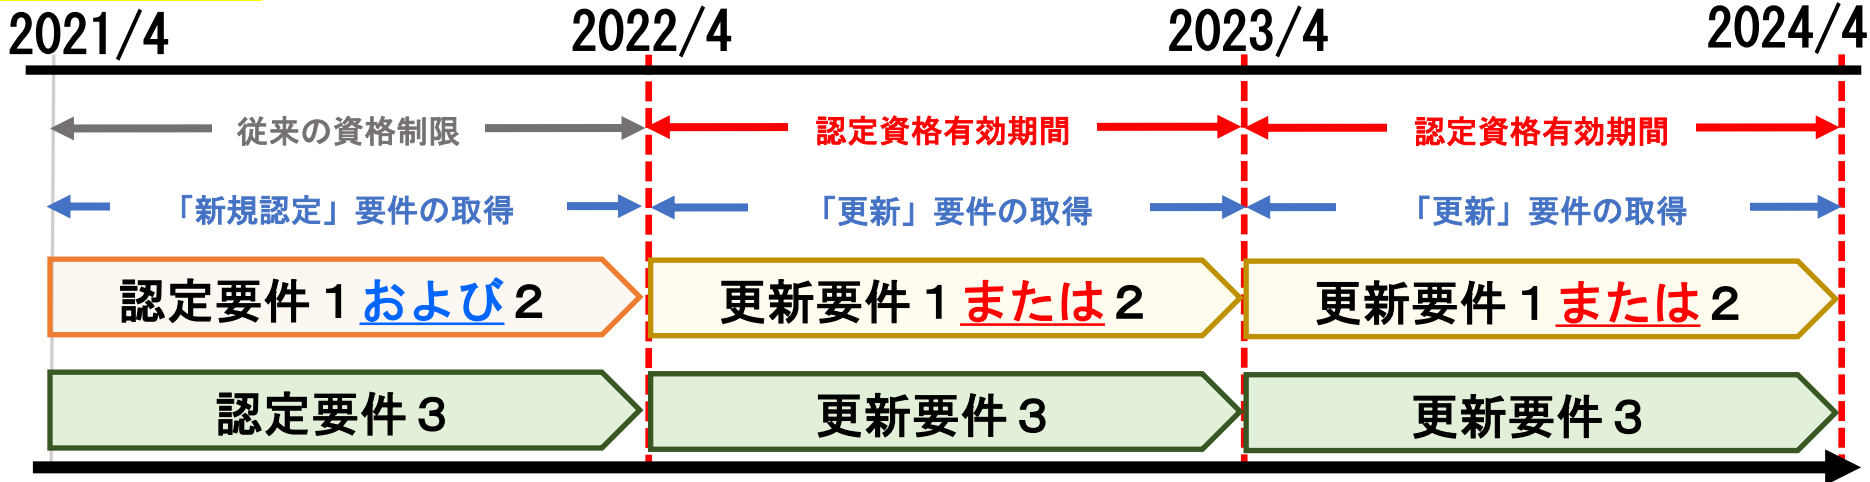 2021/4 2022/4 2023/4 2024/4
従来の資格制限 認定資格有効期間 認定資格有効期間
「新規認定」要件の取得 「更新」要件の取得 「更新」要件の取得
認定要件１および２ 更新要件１または２ 更新要件１または２
認定要件３ 更新要件３ 更新要件３